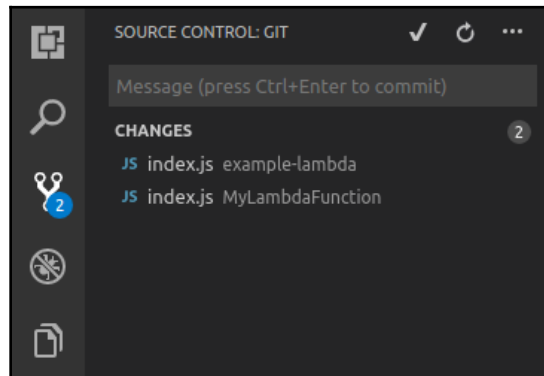 SOURCE CONTROL: GIT
Message (press Ctrl+Enter to commit)
CHANGES 2
JS index.js example-lambda
JS index.js MyLambdaFunction
2